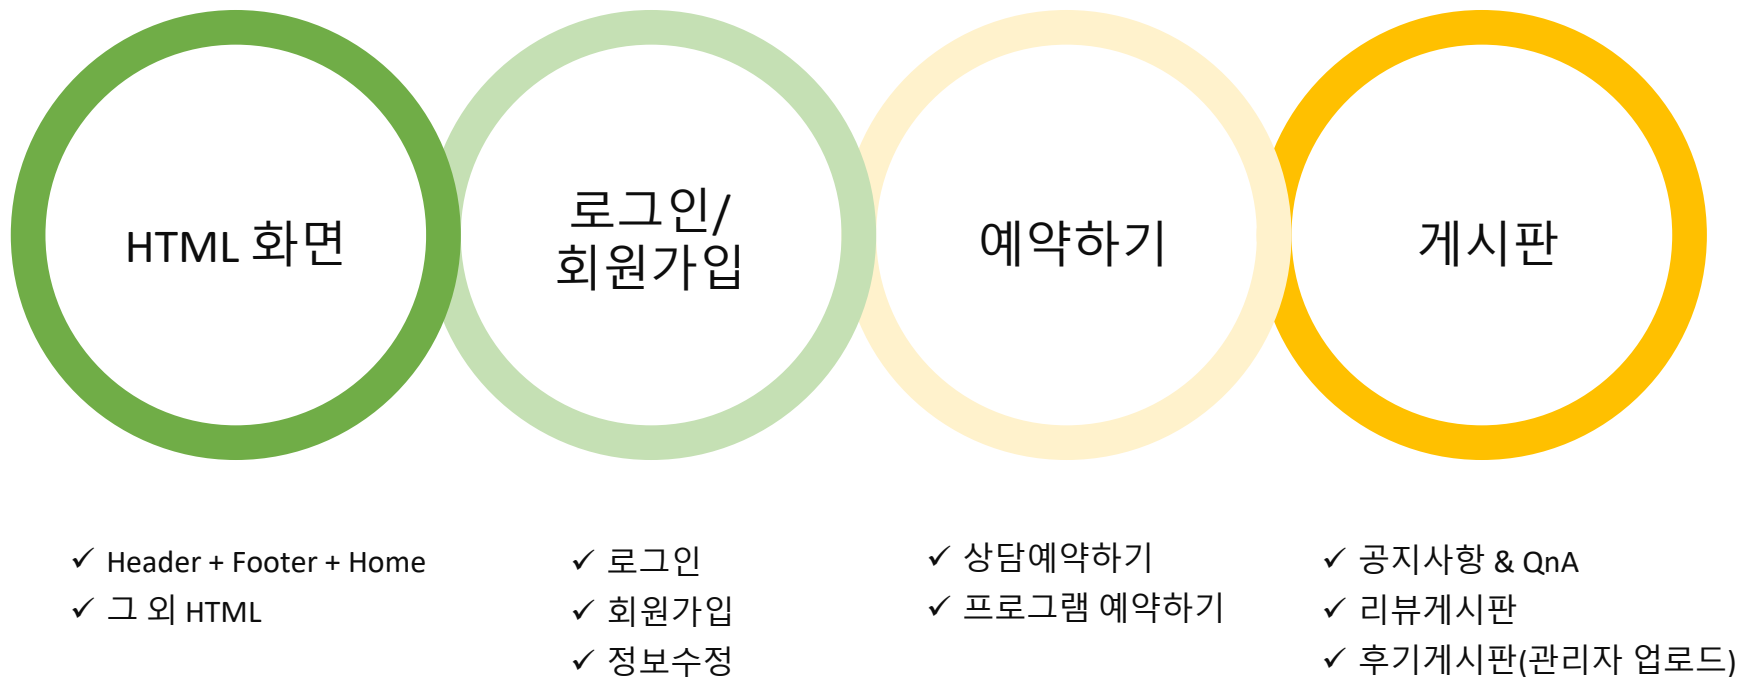 HTML 화면
로그인/
회원가입
예약하기
게시판
✓ Header + Footer + Home
✓ 그 외 HTML
✓ 로그인
✓ 회원가입
✓ 정보수정
✓ 상담예약하기
✓ 프로그램 예약하기
✓ 공지사항 & QnA
✓ 리뷰게시판
✓ 후기게시판(관리자 업로드)